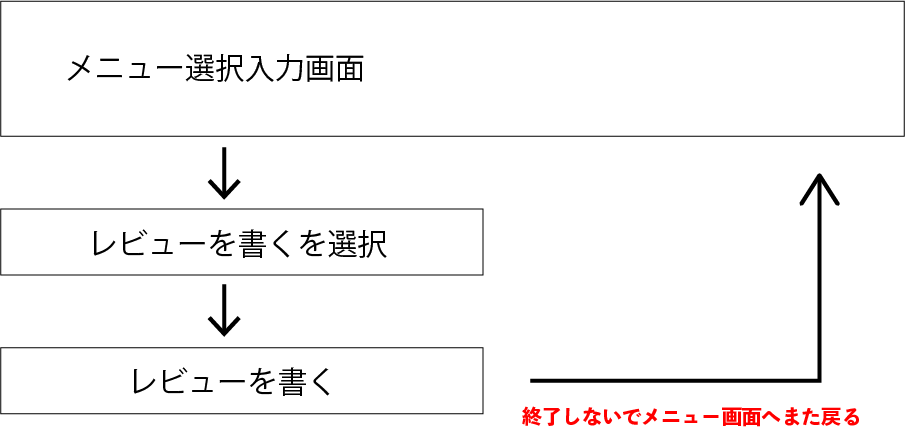 メニュー選択入力画面
レビューを書くを選択
レビューを書く
終了しないでメニュー画面へまた戻る